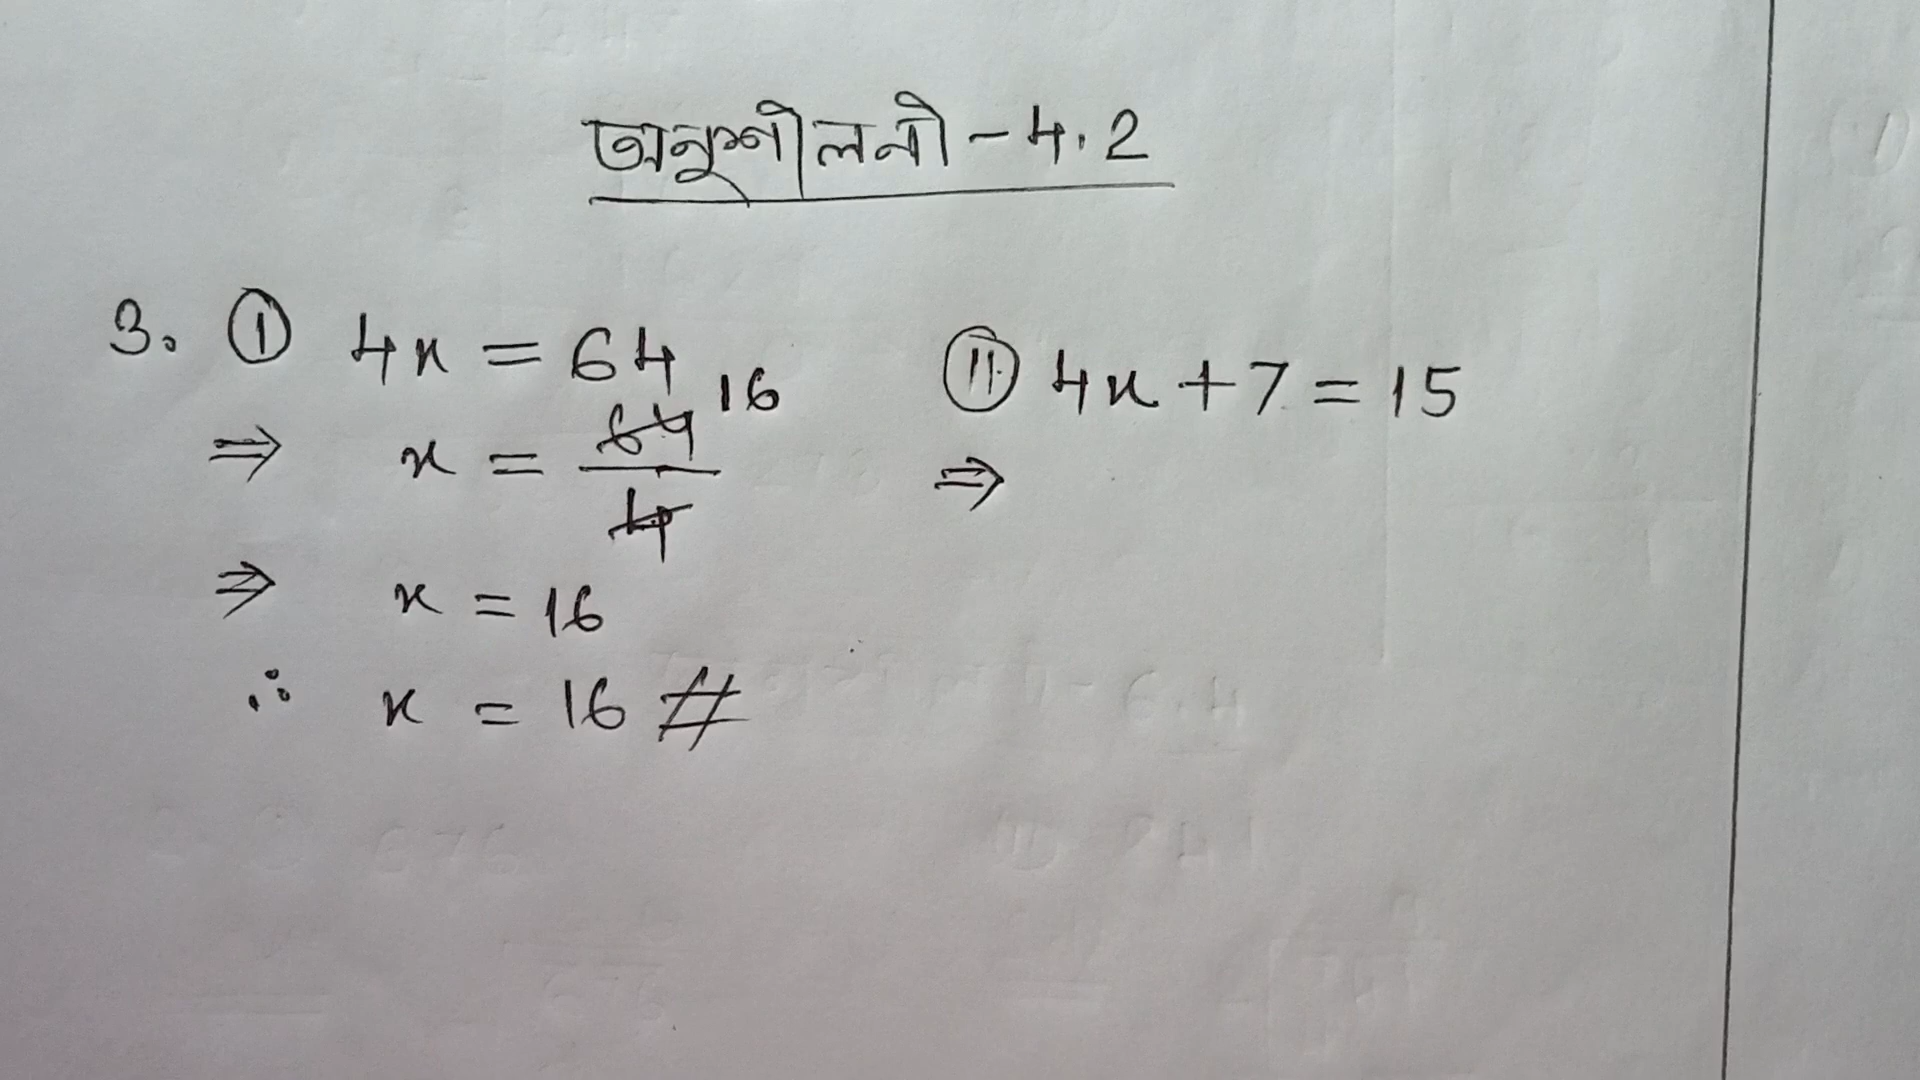 অনুশীলনী - 4.2
3. (i) 4x = 64
⇒ x = 64/4 16
⇒ x = 16
∴ x = 16 #
(ii) 4x + 7 = 15
⇒